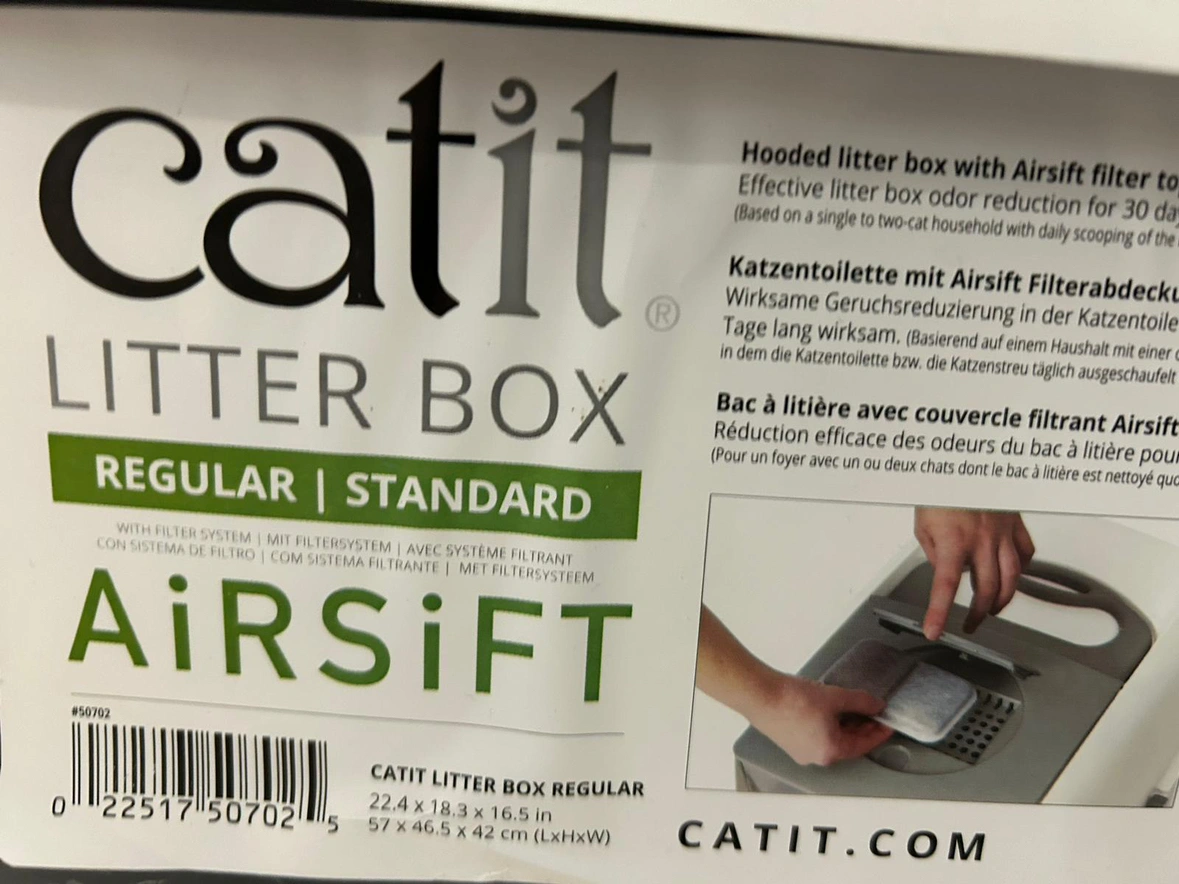 catit®
LITTER BOX
REGULAR | STANDARD
WITH FILTER SYSTEM | MIT FILTERSYSTEM | AVEC SYSTÈME FILTRANT
CON SISTEMA DE FILTRO | COM SISTEMA FILTRANTE | MET FILTERSYSTEEM
AiRSiFT
#50702
0 22517 50702 5
CATIT LITTER BOX REGULAR
22.4 x 18.3 x 16.5 in
57 x 46.5 x 42 cm (LxHxW)
Hooded litter box with Airsift filter
Effective litter box odor reduction for 30
(Based on a single to two-cat household with daily scooping of the
Katzentoilette mit Airsift
Wirksame Geruchsreduzierung in der
Tage lang wirksam. (Basierend auf einem Haushalt mit einer
in dem die Katzentoilette bzw. die Katzenstreu täglich ausgeschaufelt
Bac à litière avec couvercle filtrant Airsift
Réduction efficace des odeurs du bac à litière pour
(Pour un foyer avec un ou deux chats dont le bac à litière est nettoyé
CATIT.COM